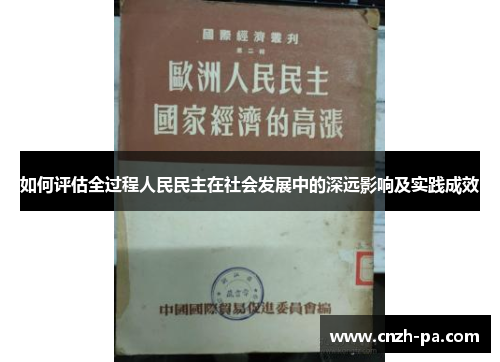 國際經濟叢刊
第二輯
歐洲人民民主
國家經濟的高漲
如何评估全过程人民民主在社会发展中的深远影响及实践成效
中國國際貿易促進委員會編
www.cnzh-pa.com